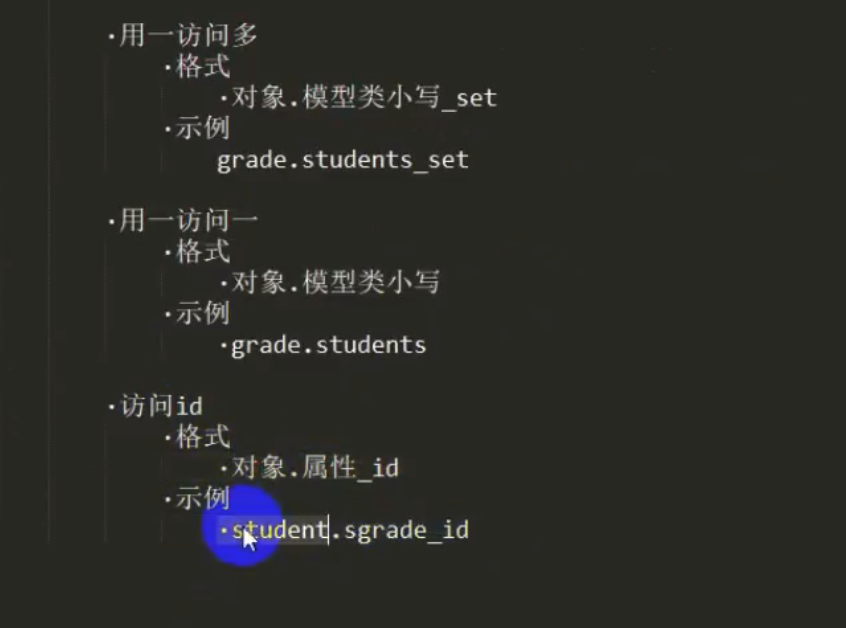 ·用一访问多
·格式
·对象.模型类小写_set
·示例
grade.students_set
·用一访问一
·格式
·对象.模型类小写
·示例
·grade.students
·访问id
·格式
·对象.属性_id
·示例
·student.sgrade_id